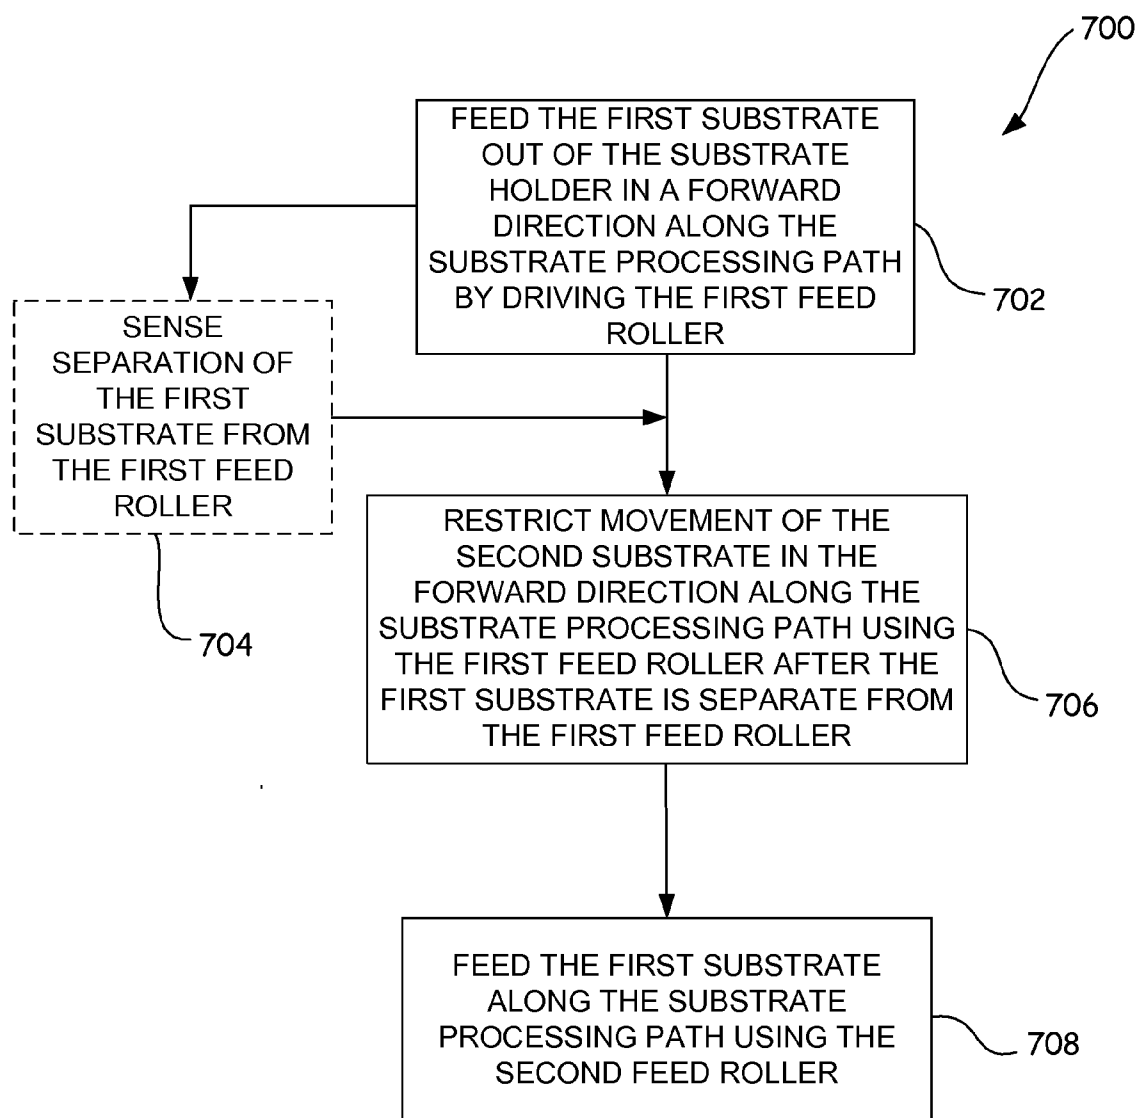 700
FEED THE FIRST SUBSTRATE
OUT OF THE SUBSTRATE
HOLDER IN A FORWARD
DIRECTION ALONG THE
SUBSTRATE PROCESSING PATH
BY DRIVING THE FIRST FEED
ROLLER
702
SENSE
SEPARATION OF
THE FIRST
SUBSTRATE FROM
THE FIRST FEED
ROLLER
704
RESTRICT MOVEMENT OF THE
SECOND SUBSTRATE IN THE
FORWARD DIRECTION ALONG THE
SUBSTRATE PROCESSING PATH USING
THE FIRST FEED ROLLER AFTER THE
FIRST SUBSTRATE IS SEPARATE FROM
THE FIRST FEED ROLLER
706
FEED THE FIRST SUBSTRATE
ALONG THE SUBSTRATE
PROCESSING PATH USING THE
SECOND FEED ROLLER
708